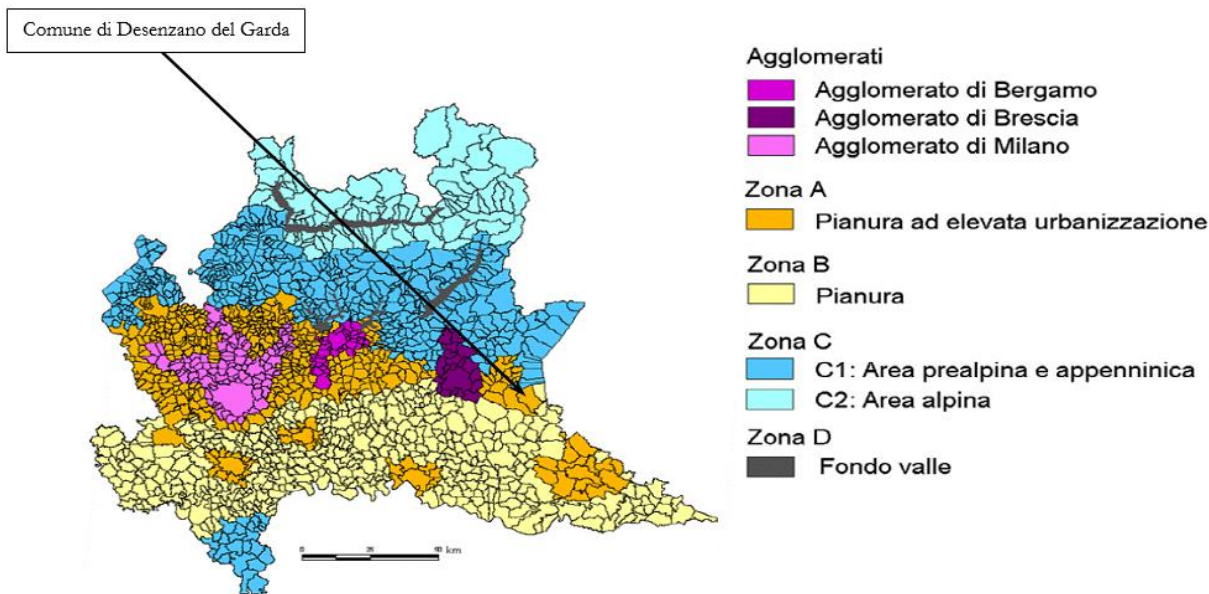 Comune di Desenzano del Garda
Agglomerati
Agglomerato di Bergamo
Agglomerato di Brescia
Agglomerato di Milano
Zona A
Pianura ad elevata urbanizzazione
Zona B
Pianura
Zona C
C1: Area prealpina e appenninica
C2: Area alpina
Zona D
Fondo valle
0 km